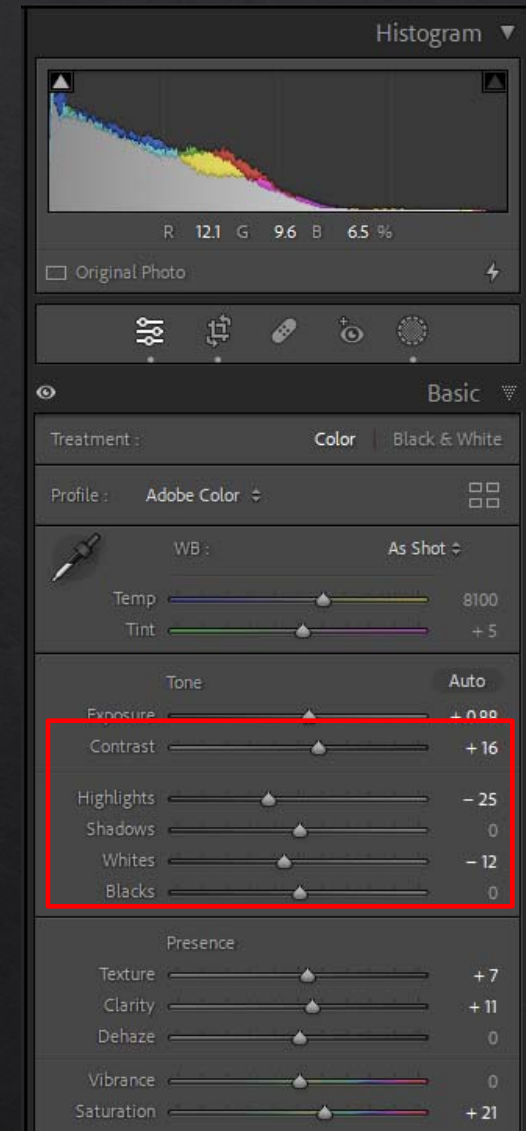 Histogram
R 12.1 G 9.6 B 6.5 %
Original Photo
Basic
Treatment : Color Black & White
Profile : Adobe Color
WB : As Shot
Temp 8100
Tint + 5
Tone Auto
Exposure + 0.88
Contrast + 16
Highlights − 25
Shadows 0
Whites − 12
Blacks 0
Presence
Texture + 7
Clarity + 11
Dehaze 0
Vibrance 0
Saturation + 21